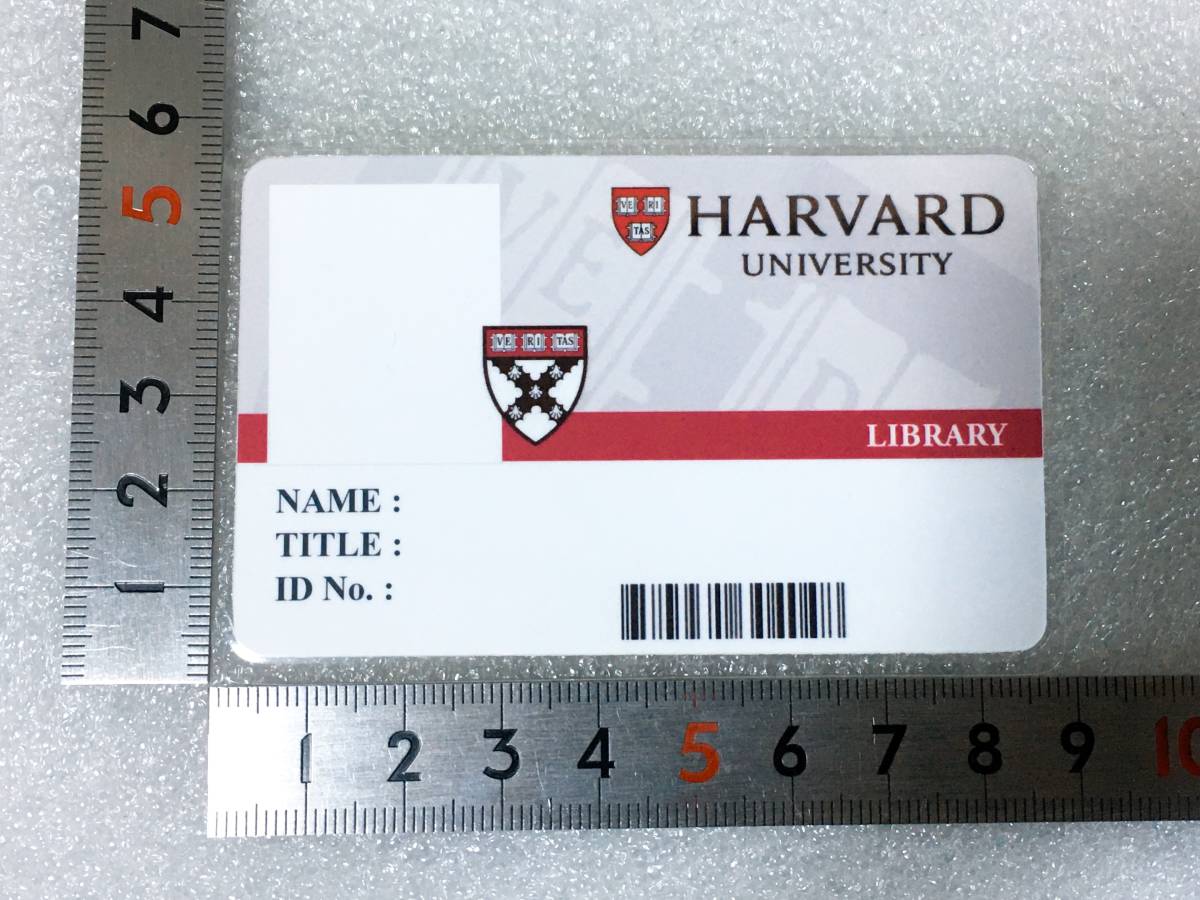 7
6
5
4
3
2
1
VE RI
TAS
HARVARD
UNIVERSITY
VE RI TAS
LIBRARY
NAME :
TITLE :
ID No. :
1 2 3 4 5 6 7 8 9 10